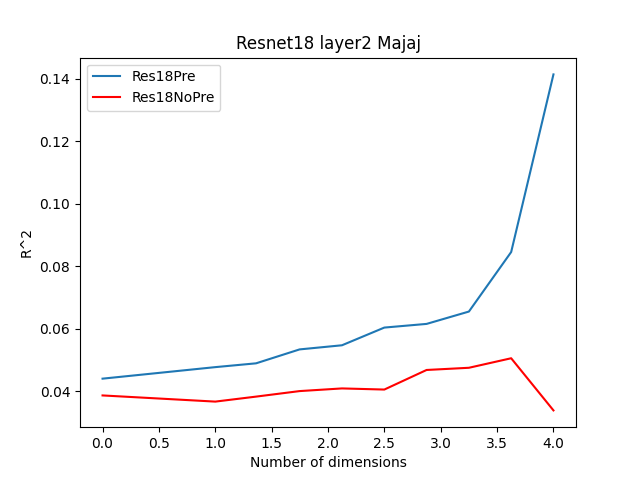 Resnet18 layer2 Majaj
Res18Pre
Res18NoPre
R^2
0.14
0.12
0.10
0.08
0.06
0.04
0.0 0.5 1.0 1.5 2.0 2.5 3.0 3.5 4.0
Number of dimensions